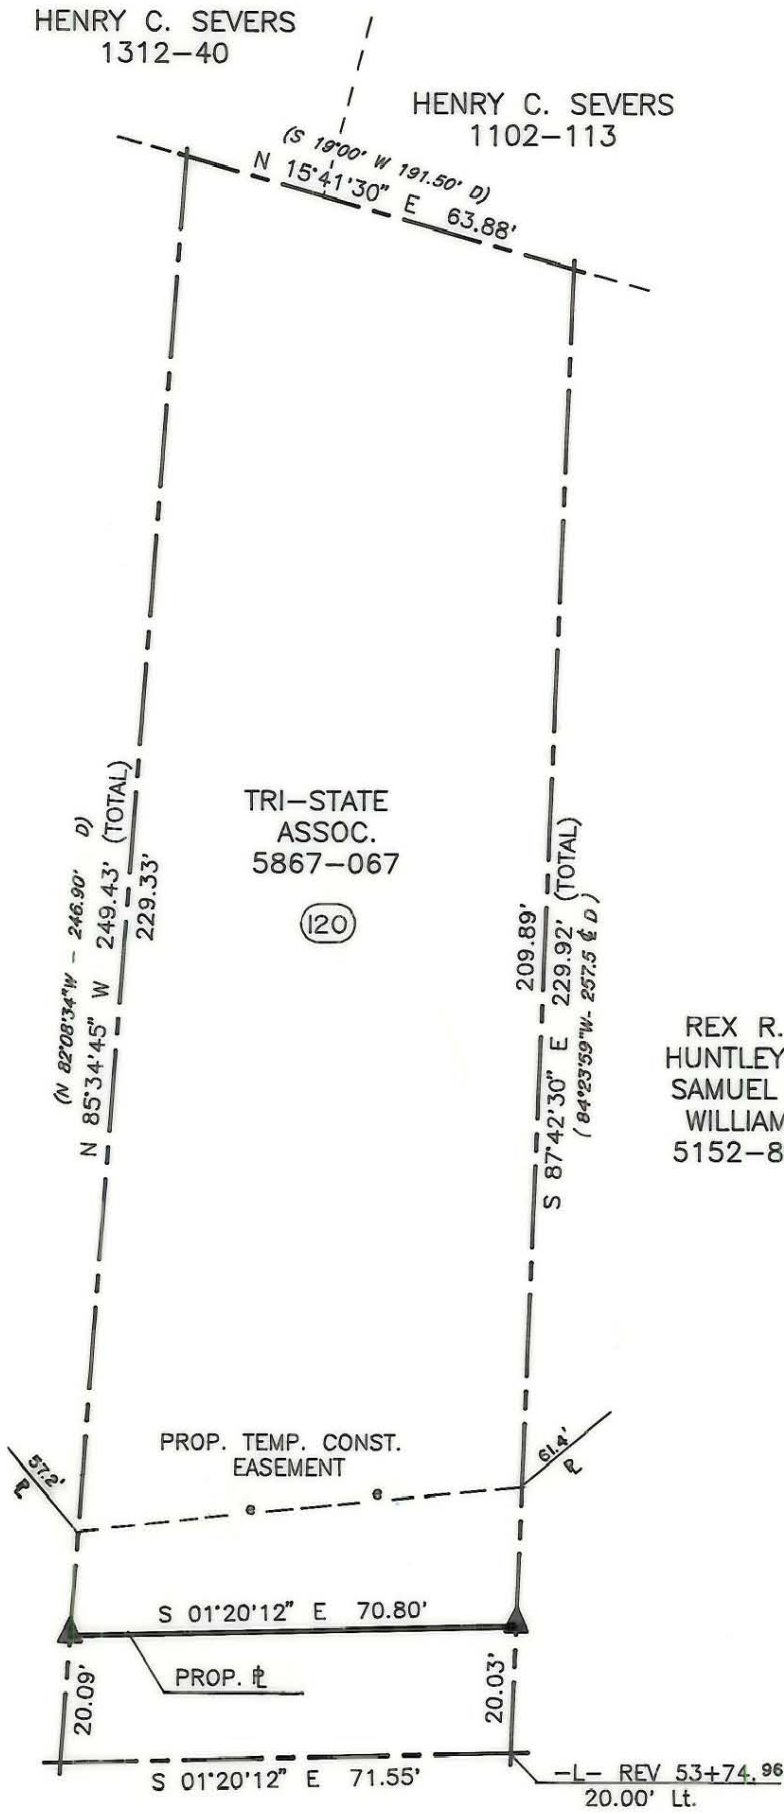 HENRY C. SEVERS
1312-40
HENRY C. SEVERS
1102-113
(S 19°00' W 191.50' D)
N 15°41'30" E 63.88'
TRI-STATE
ASSOC.
5867-067
120
(N 82°08'34"W - 246.90' D)
N 85°34'45" W 249.43' (TOTAL)
229.33'
209.89'
S 87°42'30" E 229.92' (TOTAL)
(84°23'59"W- 257.5 ℄ D)
REX R.
HUNTLEY
SAMUEL
WILLIAM
5152-8
57.2'
PROP. TEMP. CONST.
EASEMENT
61.4'
e e
S 01°20'12" E 70.80'
PROP.
20.09'
20.03'
S 01°20'12" E 71.55'
-L- REV 53+74.96
20.00' Lt.